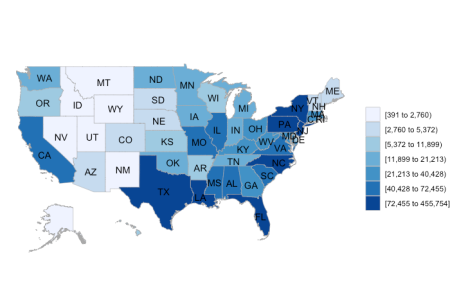 WA
MT
ND
MN
ME
VT
NH
OR
ID
SD
WI
NY
MA
WY
MI
RI
IA
NE
PA
NJ
NV
UT
CO
IL
IN
OH
MD
DE
CA
KS
MO
KY
WV
VA
AZ
NM
OK
AR
TN
NC
SC
TX
LA
MS
AL
GA
FL
[391 to 2,760)
[2,760 to 5,372)
[5,372 to 11,899)
[11,899 to 21,213)
[21,213 to 40,428)
[40,428 to 72,455)
[72,455 to 455,754]